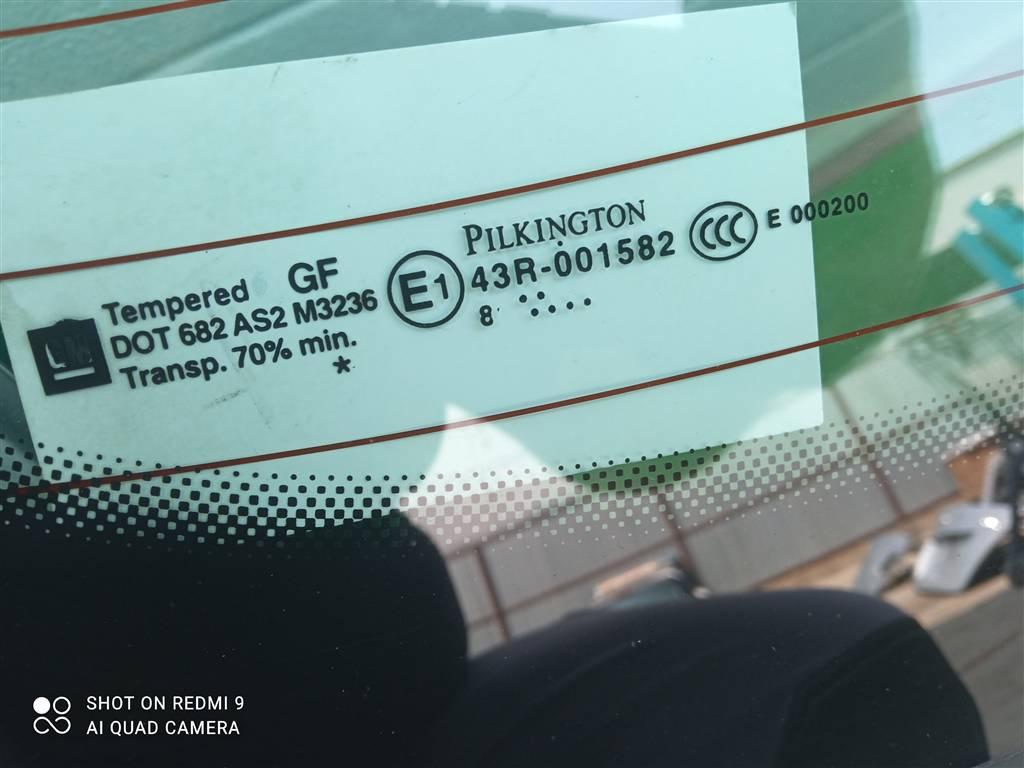 Tempered GF
DOT 682 AS2 M3236
Transp. 70% min.
*
GM
E1
PILKINGTON
43R-001582
8
CCC
E 000200
SHOT ON REDMI 9
AI QUAD CAMERA